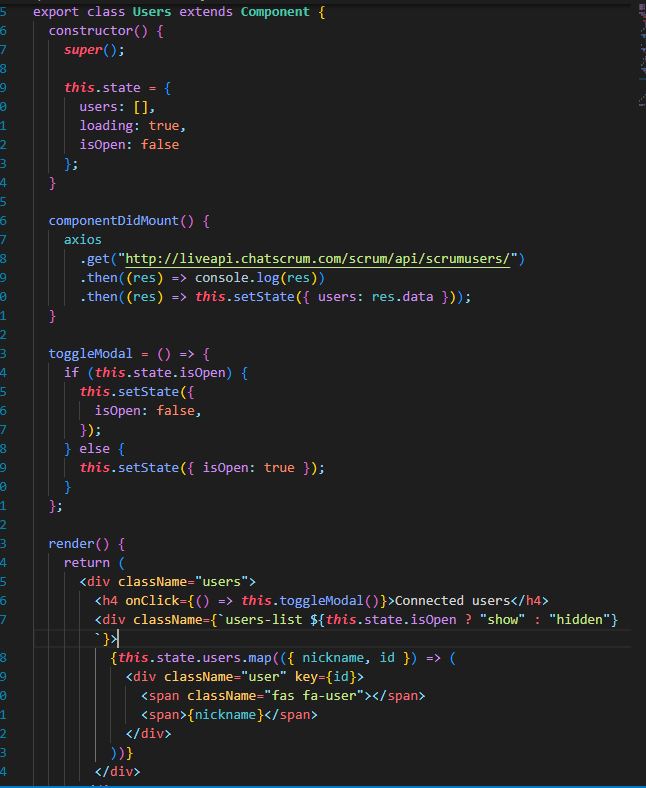 5 export class Users extends Component {
6 constructor() {
7 super();
8
9 this.state = {
0 users: [],
1 loading: true,
2 isOpen: false
3 };
4 }
5
6 componentDidMount() {
7 axios
8 .get("http://liveapi.chatscrum.com/scrum/api/scrumusers/")
9 .then((res) => console.log(res))
0 .then((res) => this.setState({ users: res.data }));
1 }
2
3 toggleModal = () => {
4 if (this.state.isOpen) {
5 this.setState({
6 isOpen: false,
7 });
8 } else {
9 this.setState({ isOpen: true });
0 }
1 };
2
3 render() {
4 return (
5 <div className="users">
6 <h4 onClick={() => this.toggleModal()}>Connected users</h4>
7 <div className={`users-list ${this.state.isOpen ? "show" : "hidden"}
`}>
8 {this.state.users.map(({ nickname, id }) => (
9 <div className="user" key={id}>
0 <span className="fas fa-user"></span>
1 <span>{nickname}</span>
2 </div>
3 ))}
4 </div>